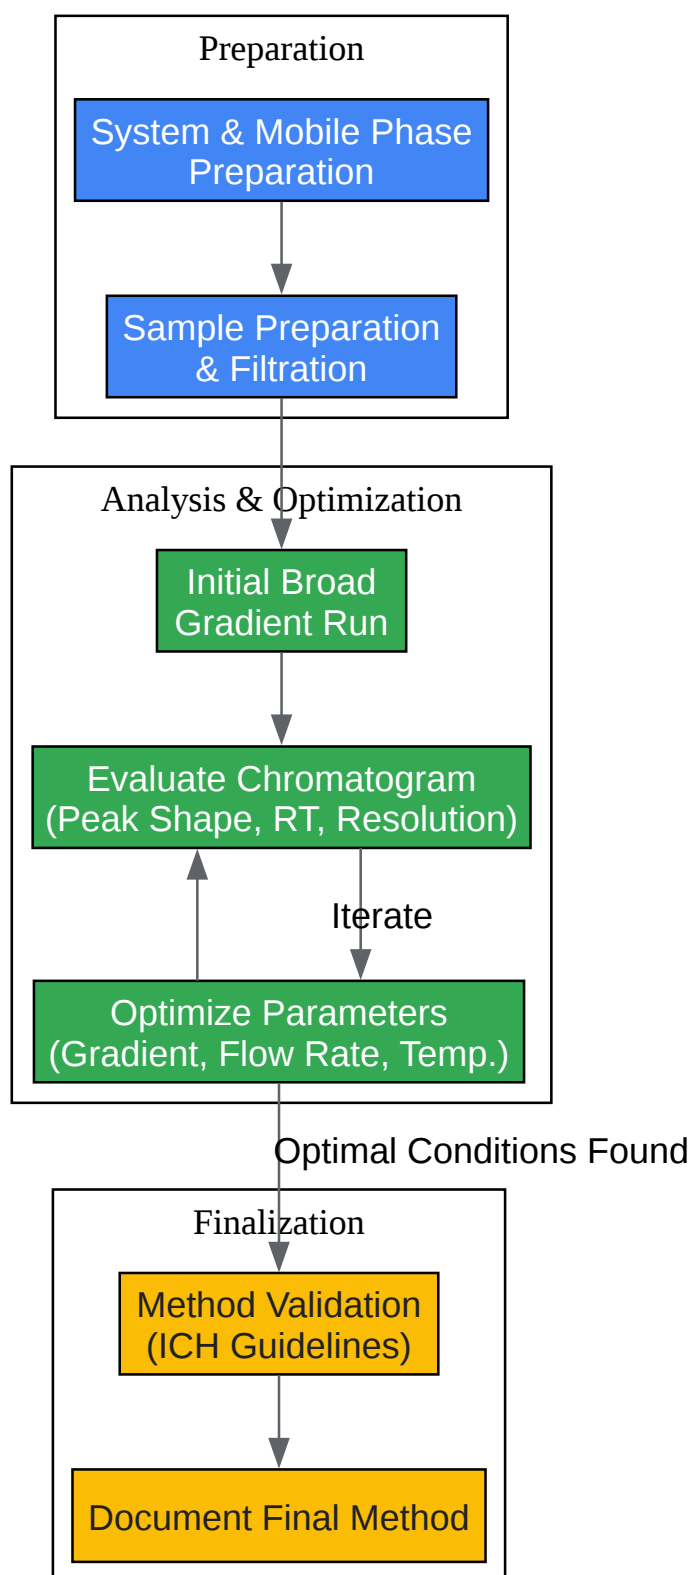 Preparation
System & Mobile Phase
Preparation
Sample Preparation
& Filtration
Analysis & Optimization
Initial Broad
Gradient Run
Evaluate Chromatogram
(Peak Shape, RT, Resolution)
Iterate
Optimize Parameters
(Gradient, Flow Rate, Temp.)
Optimal Conditions Found
Finalization
Method Validation
(ICH Guidelines)
Document Final Method